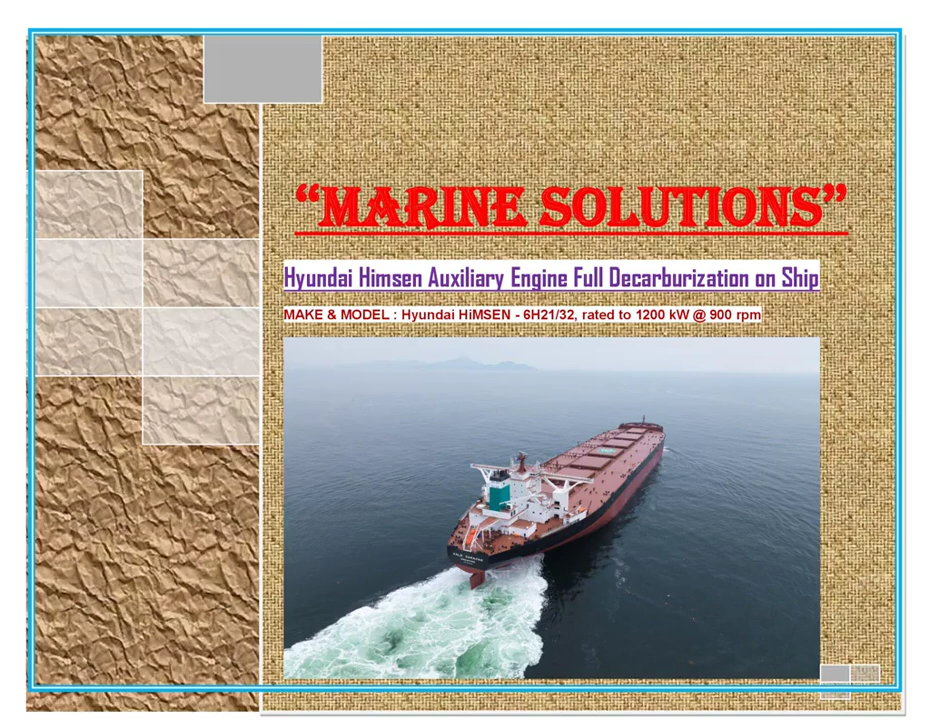 “MARINE SOLUTIONS”
Hyundai Himsen Auxiliary Engine Full Decarburization on Ship
MAKE & MODEL : Hyundai HiMSEN - 6H21/32, rated to 1200 kW @ 900 rpm